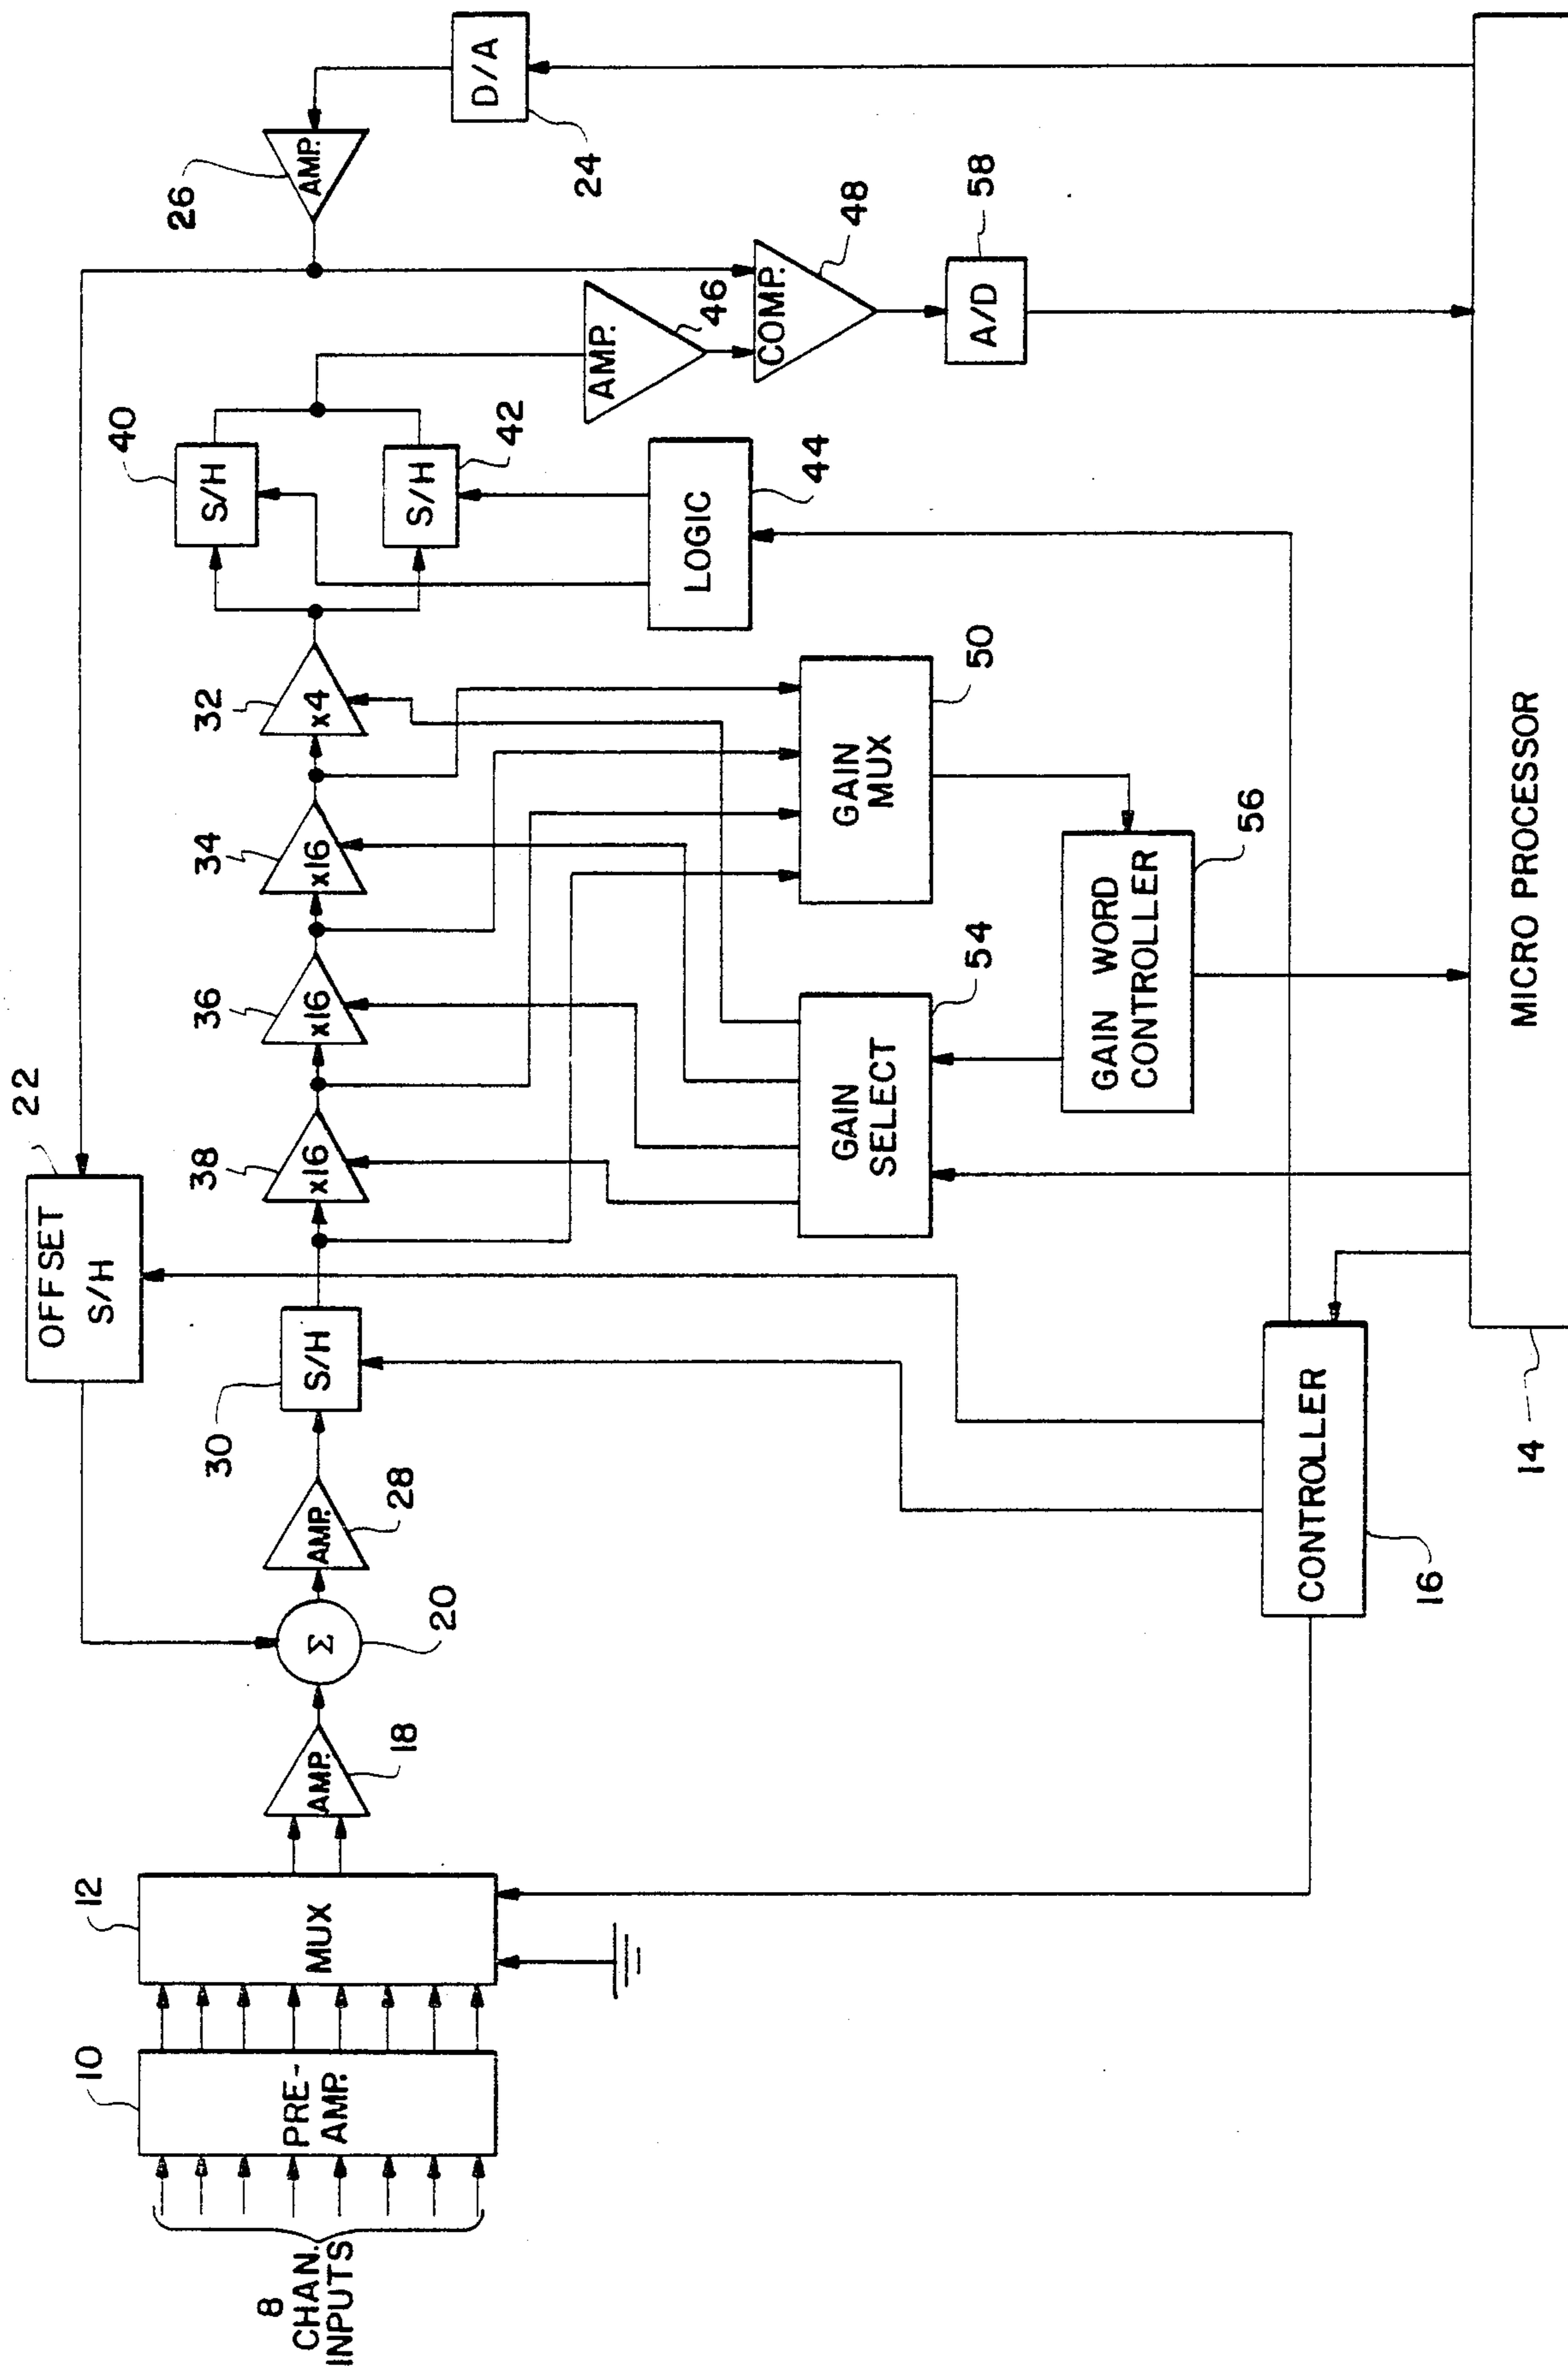 8
CHAN.
INPUTS
10
PRE-
AMP.
12
MUX
AMP.
18
Σ
20
AMP.
28
30
S/H
22
OFFSET
S/H
38
x16
36
x16
34
x16
32
x4
40
S/H
S/H
42
LOGIC
44
26
AMP.
D/A
24
AMP.
46
COMP.
48
A/D
58
GAIN
MUX
50
GAIN
SELECT
54
GAIN WORD
CONTROLLER
56
CONTROLLER
16
MICRO PROCESSOR
14